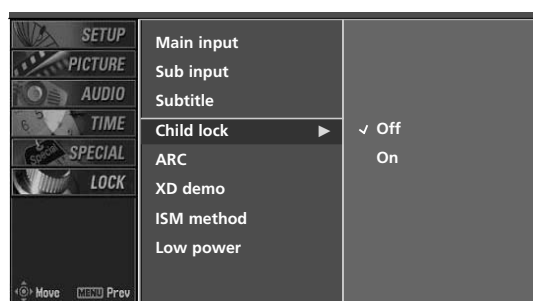 SETUP
PICTURE
AUDIO
TIME
SPECIAL
LOCK
Move MENU Prev
Main input
Sub input
Subtitle
Child lock ►
ARC
XD demo
ISM method
Low power
✓ Off
On